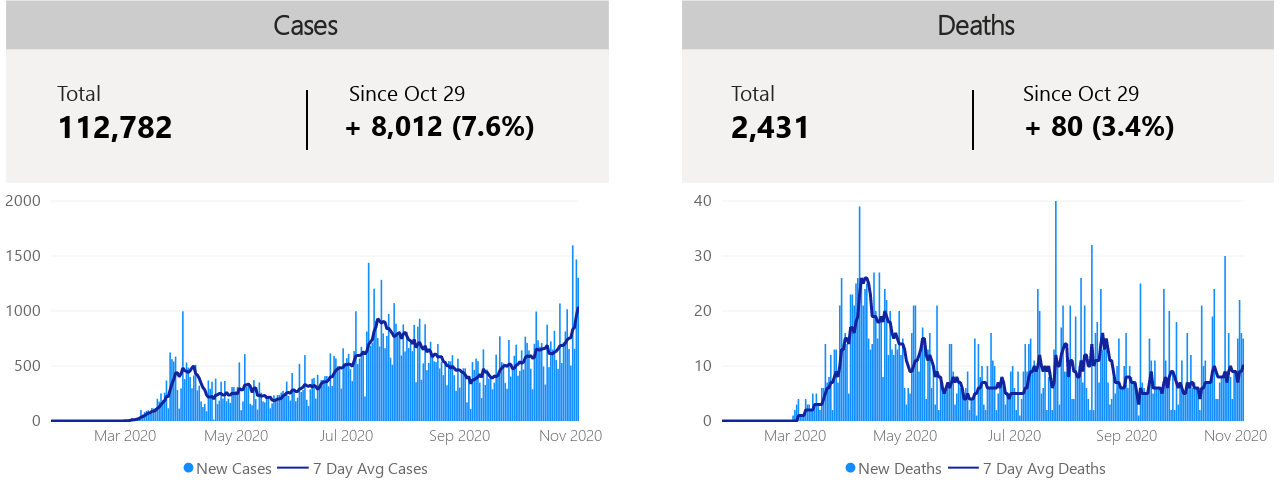 Cases
Total
112,782
Since Oct 29
+ 8,012 (7.6%)
2000
1500
1000
500
0
Mar 2020 May 2020 Jul 2020 Sep 2020 Nov 2020
New Cases 7 Day Avg Cases
Deaths
Total
2,431
Since Oct 29
+ 80 (3.4%)
40
30
20
10
0
Mar 2020 May 2020 Jul 2020 Sep 2020 Nov 2020
New Deaths 7 Day Avg Deaths